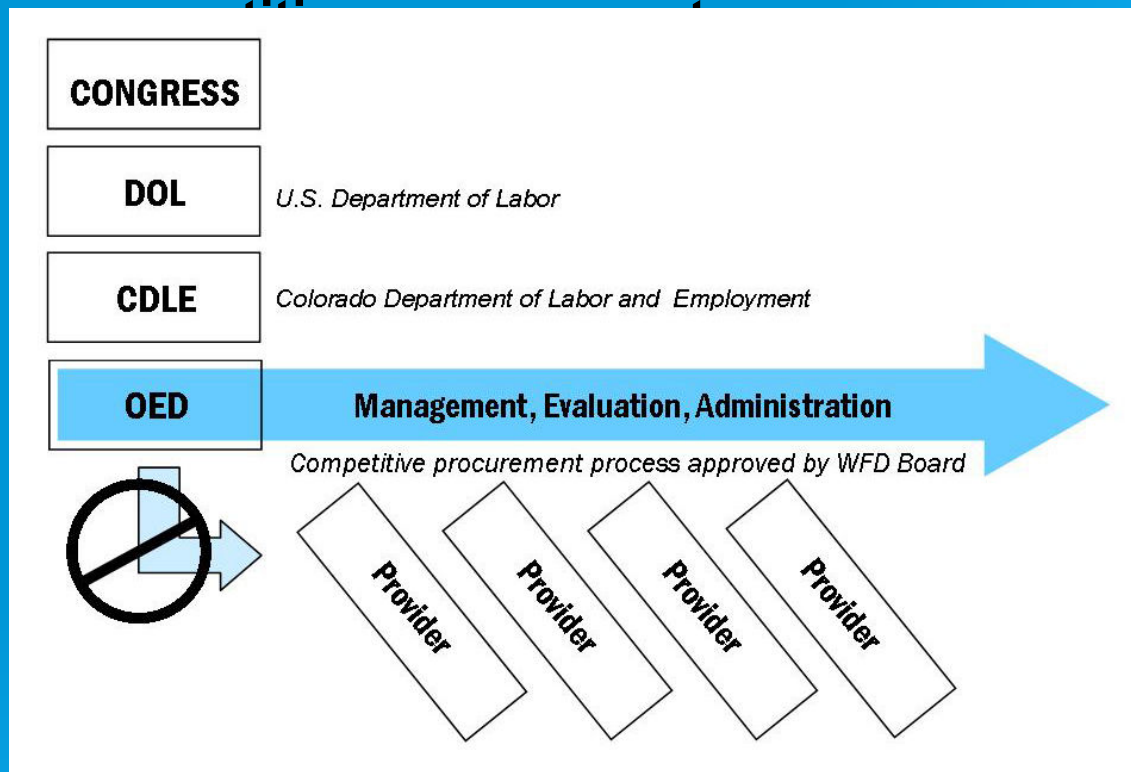 CONGRESS
DOL
U.S. Department of Labor
CDLE
Colorado Department of Labor and Employment
OED
Management, Evaluation, Administration
Competitive procurement process approved by WFD Board
Provider
Provider
Provider
Provider